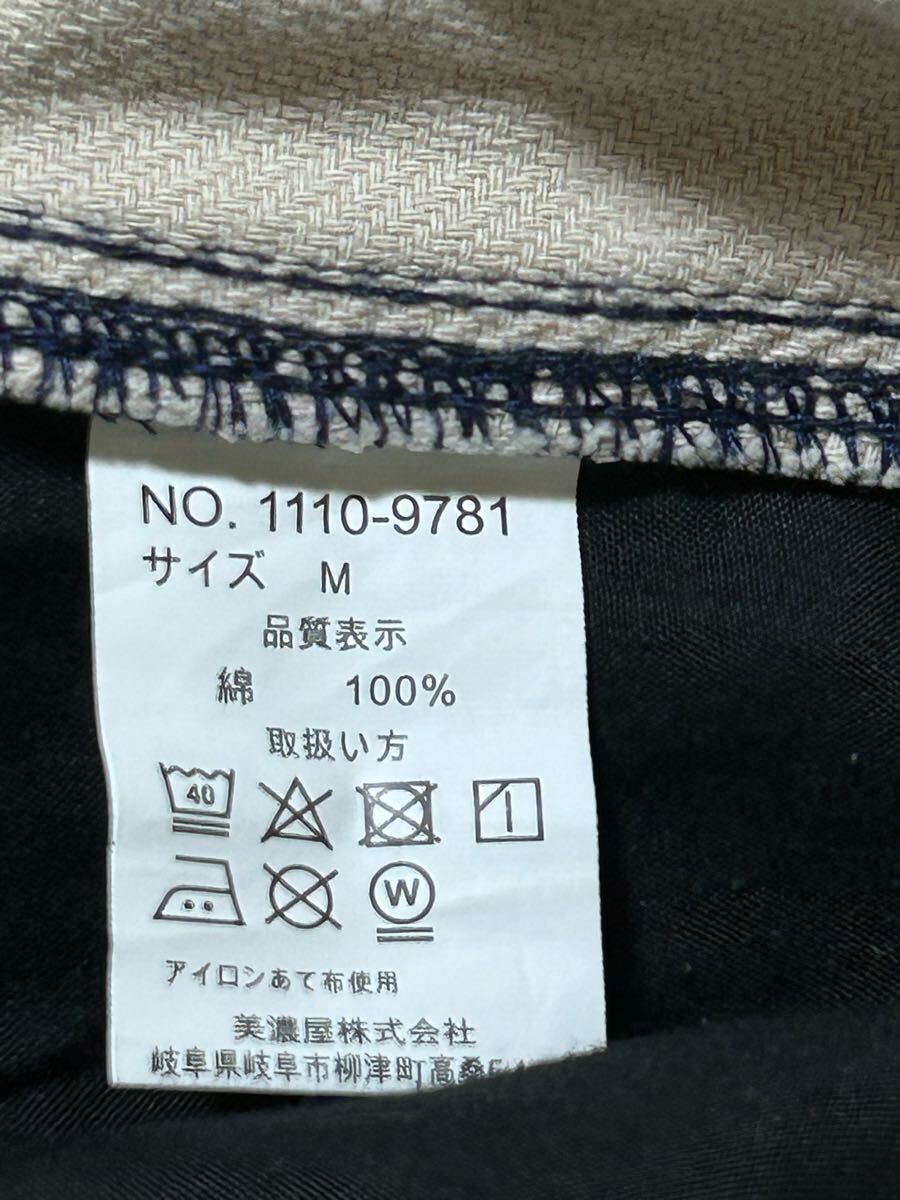 NO. 1110-9781
サイズ M
品質表示
綿 100%
取扱い方
40
W
アイロンあて布使用
美濃屋株式会社
岐阜県岐阜市柳津町高桑